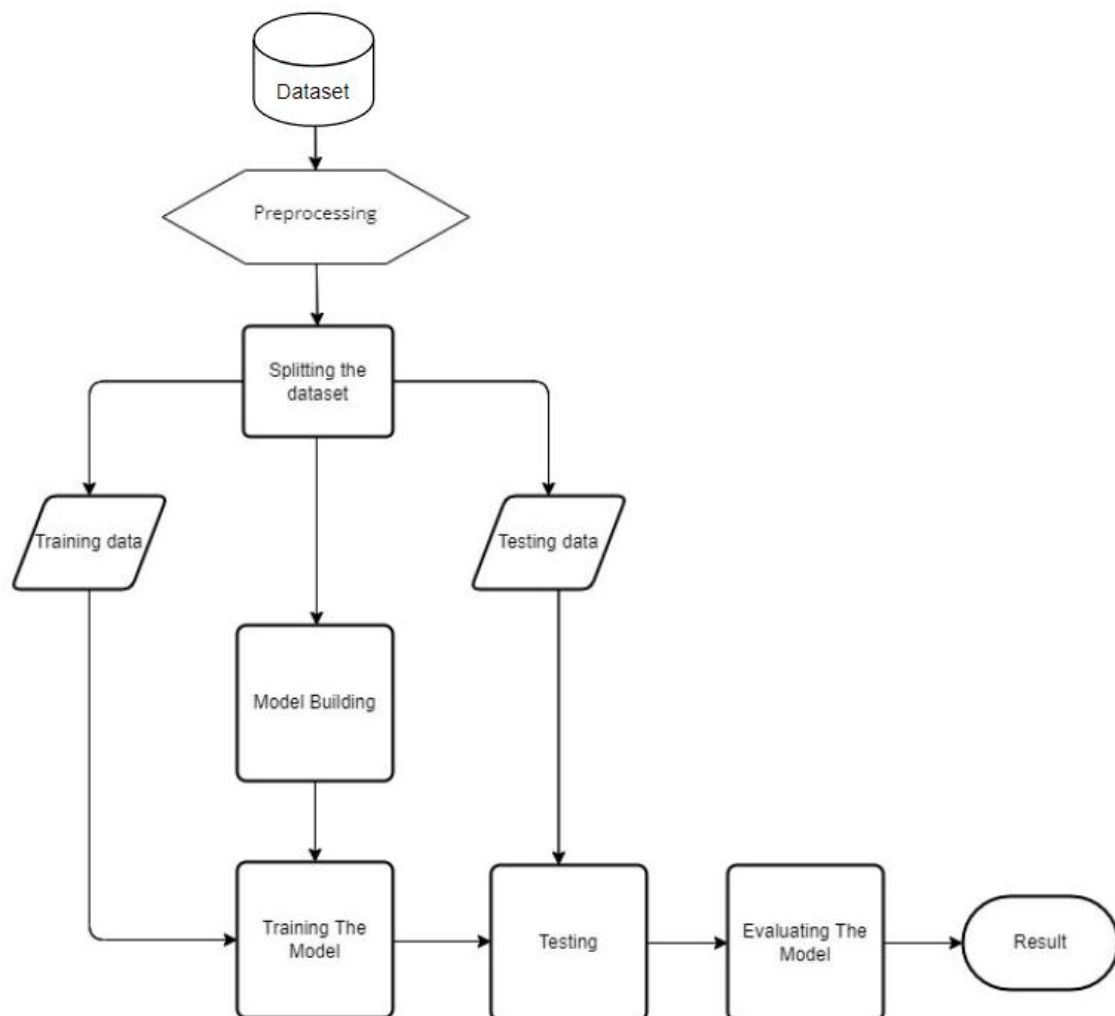 Dataset
Preprocessing
Splitting the
dataset
Training data
Testing data
Model Building
Training The
Model
Testing
Evaluating The
Model
Result